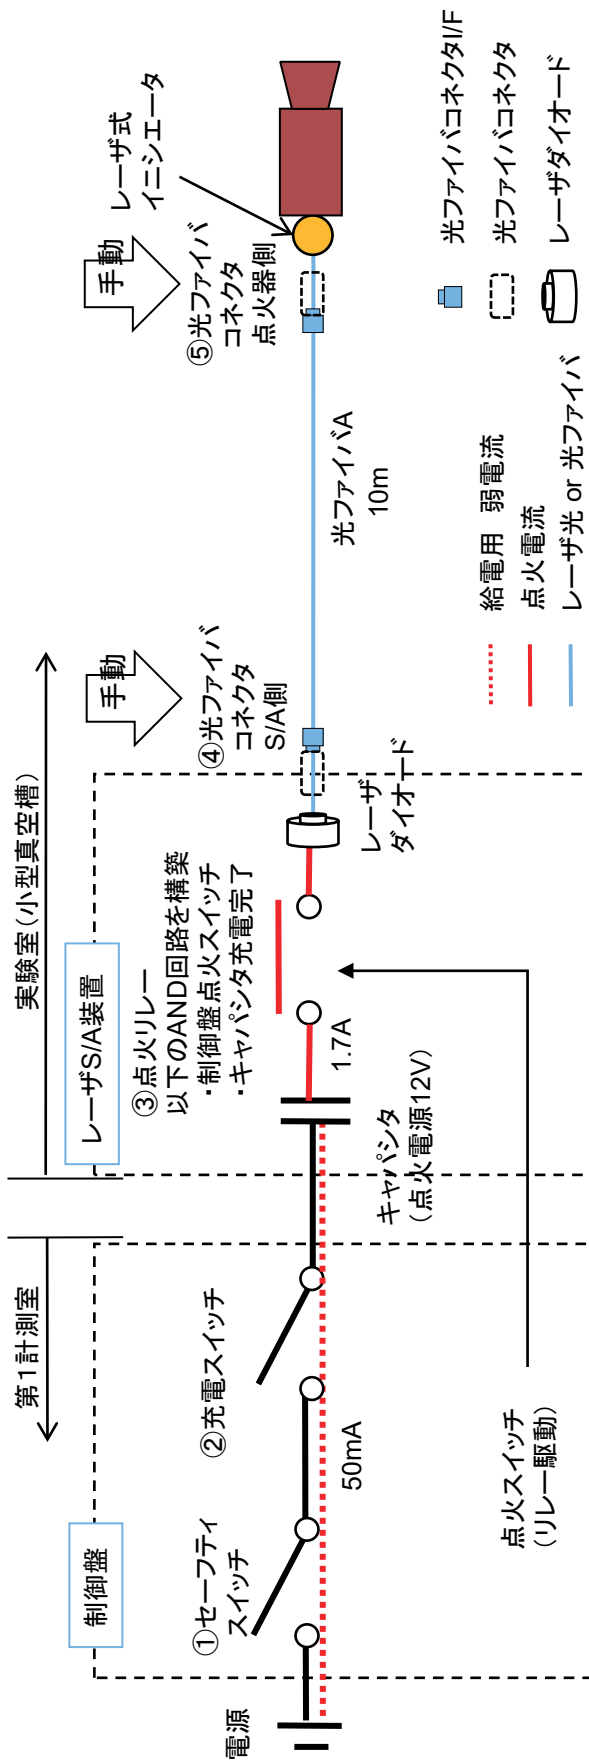 第1計測室
実験室(小型真空槽)
制御盤
レーザS/A装置
電源
①セーフティ
スイッチ
②充電スイッチ
50mA
③点火リレー
以下のAND回路を構築
・制御盤点火スイッチ
・キャパシタ充電完了
1.7A
キャパシタ
(点火電源12V)
点火スイッチ
(リレー駆動)
レーザ
ダイオード
手動
④光ファイバ
コネクタ
S/A側
光ファイバA
10m
手動
⑤光ファイバ
コネクタ
点火器側
レーザ式
イニシエータ
給電用 弱電流
点火電流
レーザ光 or 光ファイバ
光ファイバコネクタI/F
光ファイバコネクタ
レーザダイオード